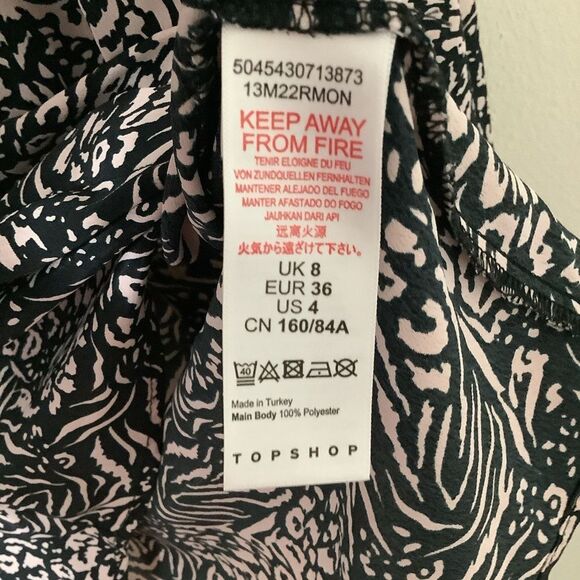 5045430713873
13M22RMON
KEEP AWAY
FROM FIRE
TENIR ELOIGNE DU FEU
VON ZUNDQUELLEN FERNHALTEN
MANTENER ALEJADO DEL FUEGO
MANTER AFASTADO DO FOGO
JAUHKAN DARI API
远离火源
火気から遠ざけて下さい。
UK 8
EUR 36
US 4
CN 160/84A
40
Made in Turkey
Main Body 100% Polyester
TOPSHOP